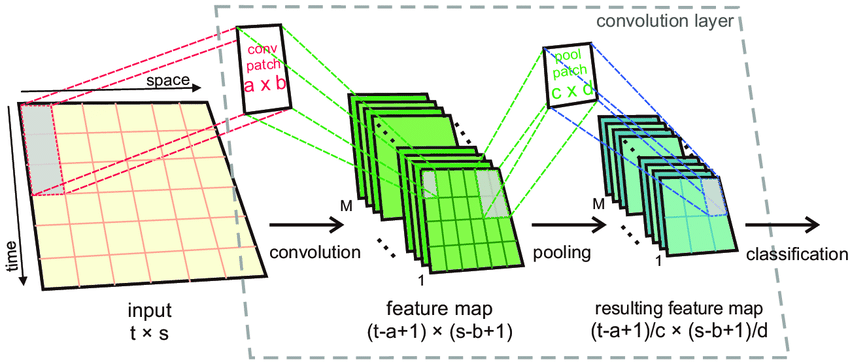 convolution layer
conv
patch
a x b
pool
patch
c x d
space
time
M
M
1
1
convolution
pooling
classification
input
t × s
feature map
(t-a+1) × (s-b+1)
resulting feature map
(t-a+1)/c × (s-b+1)/d